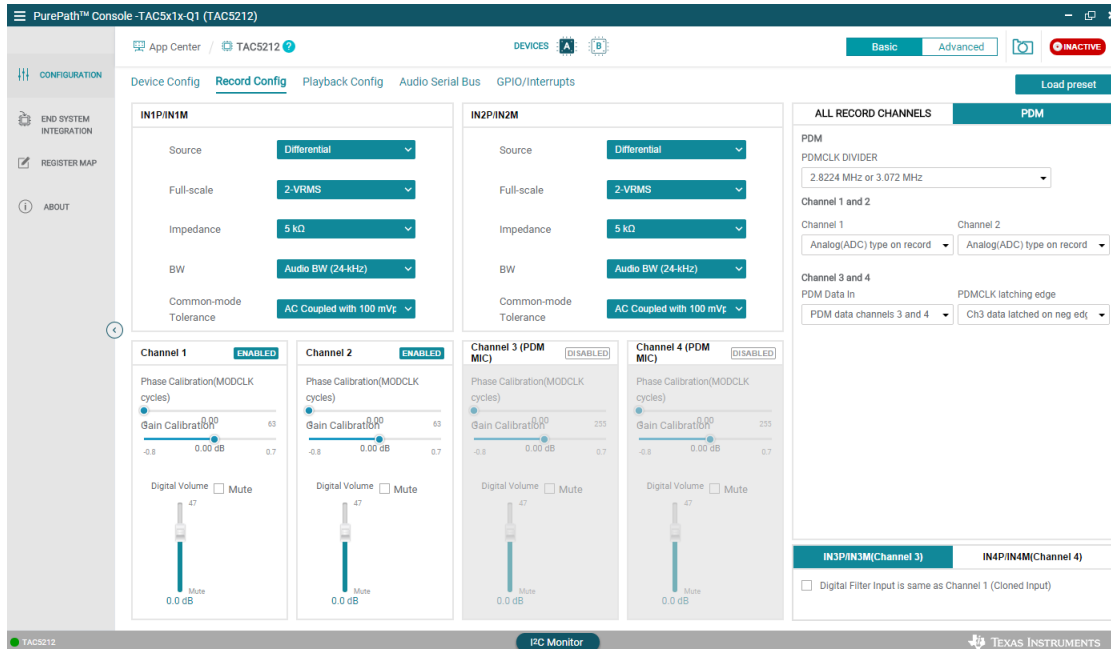 PurePath™ Console -TAC5x1x-Q1 (TAC5212)
App Center / TAC5212 ?
DEVICES A B
Basic Advanced
INACTIVE
CONFIGURATION
END SYSTEM
INTEGRATION
REGISTER MAP
ABOUT
Device Config Record Config Playback Config Audio Serial Bus GPIO/Interrupts
Load preset
IN1P/IN1M
Source Differential
Full-scale 2-VRMS
Impedance 5 kΩ
BW Audio BW (24-kHz)
Common-mode
Tolerance
AC Coupled with 100 mVp
IN2P/IN2M
Source Differential
Full-scale 2-VRMS
Impedance 5 kΩ
BW Audio BW (24-kHz)
Common-mode
Tolerance
AC Coupled with 100 mVp
ALL RECORD CHANNELS PDM
PDM
PDMCLK DIVIDER
2.8224 MHz or 3.072 MHz
Channel 1 and 2
Channel 1 Channel 2
Analog(ADC) type on record Analog(ADC) type on record
Channel 3 and 4
PDM Data In PDMCLK latching edge
PDM data channels 3 and 4 Ch3 data latched on neg edg
Channel 1 ENABLED
Phase Calibration(MODCLK
cycles)
0.00
Gain Calibration 63
-0.8 0.00 dB 0.7
Digital Volume Mute
47
Mute
0.0 dB
Channel 2 ENABLED
Phase Calibration(MODCLK
cycles)
0.00
Gain Calibration 63
-0.8 0.00 dB 0.7
Digital Volume Mute
47
Mute
0.0 dB
Channel 3 (PDM
MIC)
DISABLED
Phase Calibration(MODCLK
cycles)
0.00
Gain Calibration 255
-0.8 0.00 dB 0.7
Digital Volume Mute
47
Mute
0.0 dB
Channel 4 (PDM
MIC)
DISABLED
Phase Calibration(MODCLK
cycles)
0.00
Gain Calibration 255
-0.8 0.00 dB 0.7
Digital Volume Mute
47
Mute
0.0 dB
IN3P/IN3M(Channel 3) IN4P/IN4M(Channel 4)
Digital Filter Input is same as Channel 1 (Cloned Input)
TAC5212
I²C Monitor
TEXAS INSTRUMENTS